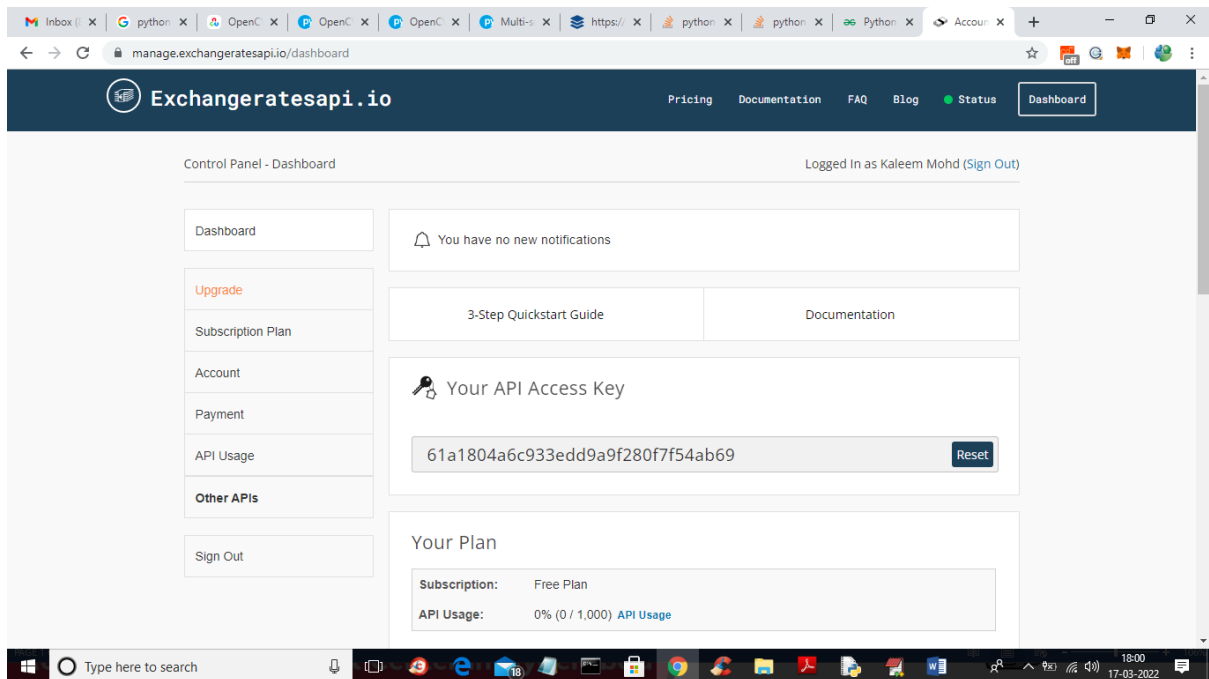 Inbox (
python
OpenC
OpenC
OpenC
Multi-s
https://
python
python
Python
Accoun
manage.exchangeratesapi.io/dashboard
off
Exchangeratesapi.io
Pricing Documentation FAQ Blog Status Dashboard
Control Panel - Dashboard
Logged In as Kaleem Mohd (Sign Out)
Dashboard
Upgrade
Subscription Plan
Account
Payment
API Usage
Other APIs
Sign Out
You have no new notifications
3-Step Quickstart Guide
Documentation
Your API Access Key
61a1804a6c933edd9a9f280f7f54ab69
Reset
Your Plan
Subscription: Free Plan
API Usage: 0% (0 / 1,000) API Usage
Type here to search
18
18:00
17-03-2022